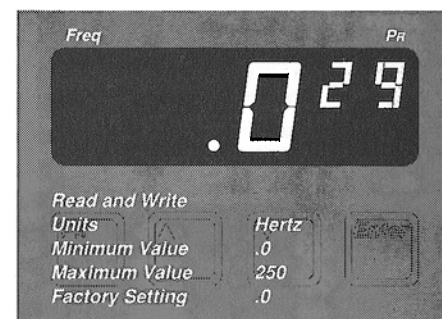 Freq PR
.0 29
Read and Write
Units Hertz
Minimum Value .0
Maximum Value 250
Factory Setting .0